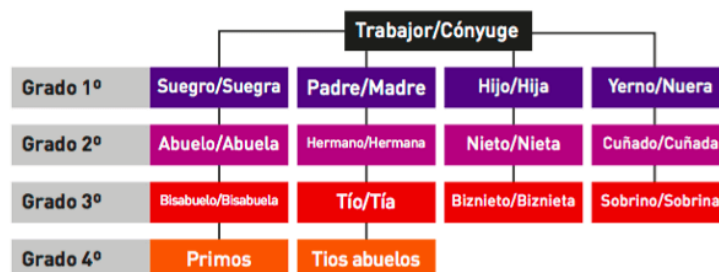 Trabajor/Cónyuge
Grado 1º Suegro/Suegra Padre/Madre Hijo/Hija Yerno/Nuera
Grado 2º Abuelo/Abuela Hermano/Hermana Nieto/Nieta Cuñado/Cuñada
Grado 3º Bisabuelo/Bisabuela Tío/Tía Biznieto/Biznieta Sobrino/Sobrina
Grado 4º Primos Tios abuelos